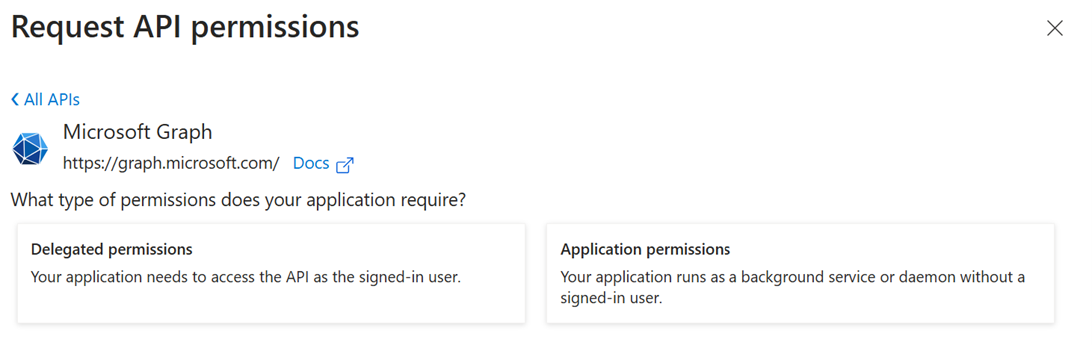 Request API permissions
All APIs
Microsoft Graph
https://graph.microsoft.com/ Docs
What type of permissions does your application require?
Delegated permissions
Your application needs to access the API as the signed-in user.
Application permissions
Your application runs as a background service or daemon without a
signed-in user.